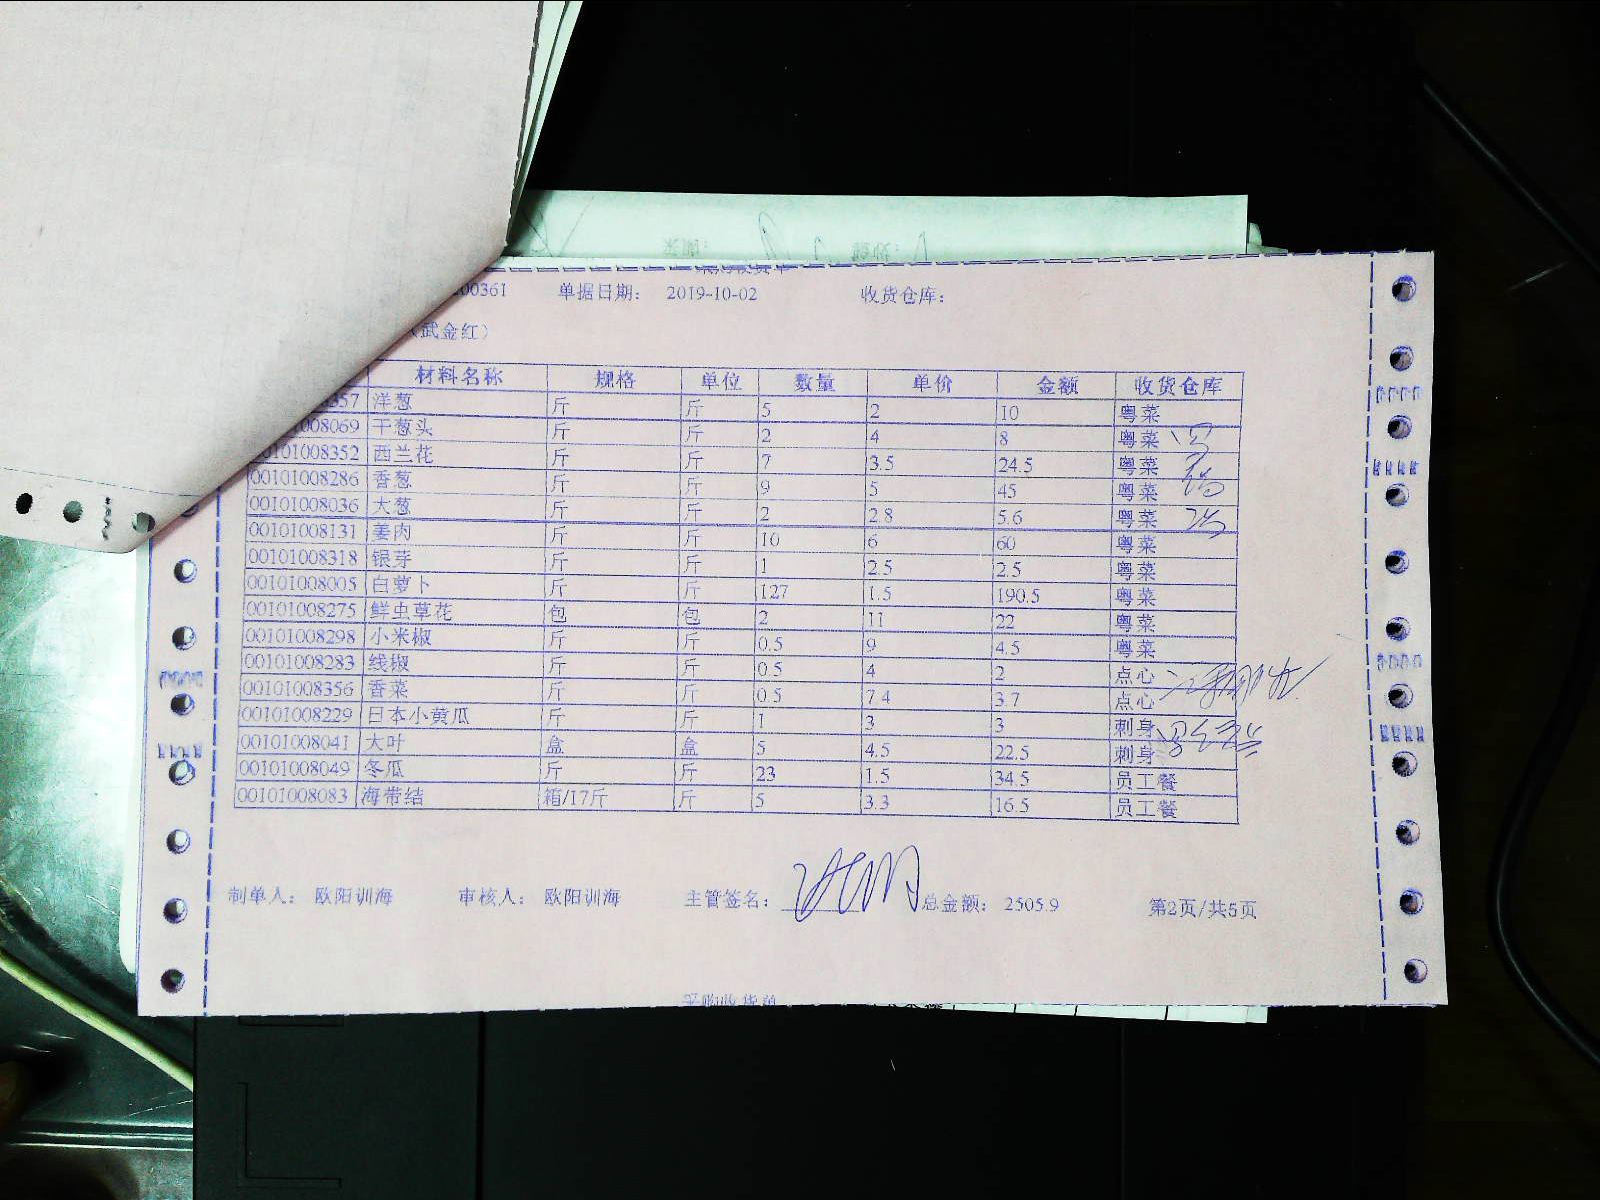 00361 单据日期： 2019-10-02 收货仓库：
（武金红）
材料名称 规格 单位 数量 单价 金额 收货仓库
357 洋葱 斤 斤 5 2 10 粤菜
01008069 干葱头 斤 斤 2 4 8 粤菜
00101008352 西兰花 斤 斤 7 3.5 24.5 粤菜
00101008286 香葱 斤 斤 9 5 45 粤菜
00101008036 大葱 斤 斤 2 2.8 5.6 粤菜
00101008131 姜肉 斤 斤 10 6 60 粤菜
00101008318 银芽 斤 斤 1 2.5 2.5 粤菜
00101008005 白萝卜 斤 斤 127 1.5 190.5 粤菜
00101008275 鲜虫草花 包 包 2 11 22 粤菜
00101008298 小米椒 斤 斤 0.5 9 4.5 粤菜
00101008283 线椒 斤 斤 0.5 4 2 点心
00101008356 香菜 斤 斤 0.5 7.4 3.7 点心
00101008229 日本小黄瓜 斤 斤 1 3 3 刺身
00101008041 大叶 盒 盒 5 4.5 22.5 刺身
00101008049 冬瓜 斤 斤 23 1.5 34.5 员工餐
00101008083 海带结 箱/17斤 斤 5 3.3 16.5 员工餐
制单人： 欧阳训海 审核人： 欧阳训海 主管签名： 总金额： 2505.9 第2页/共5页
采购收货单